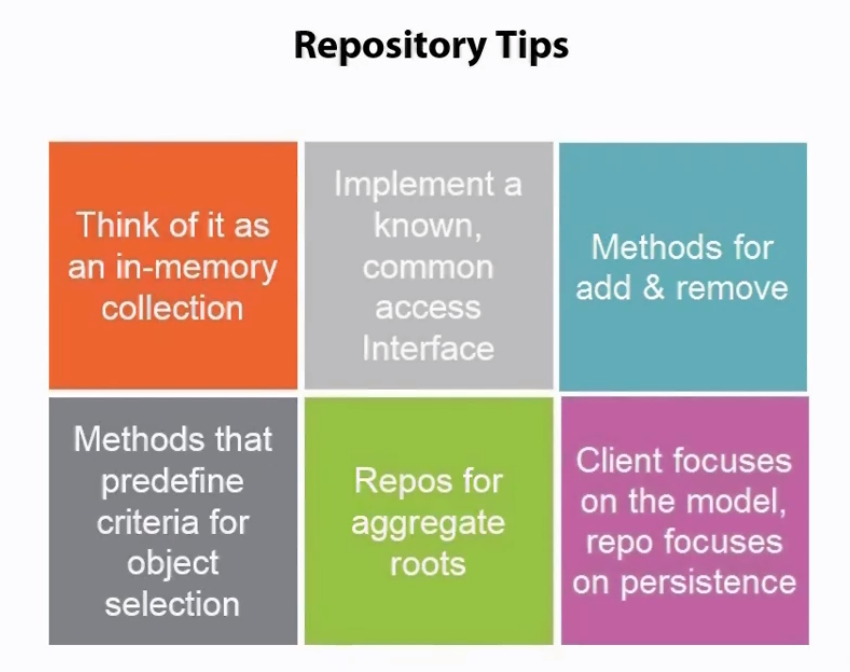 Repository Tips
Think of it as
an in-memory
collection
Implement a
known,
common
access
Interface
Methods for
add & remove
Methods that
predefine
criteria for
object
selection
Repos for
aggregate
roots
Client focuses
on the model,
repo focuses
on persistence